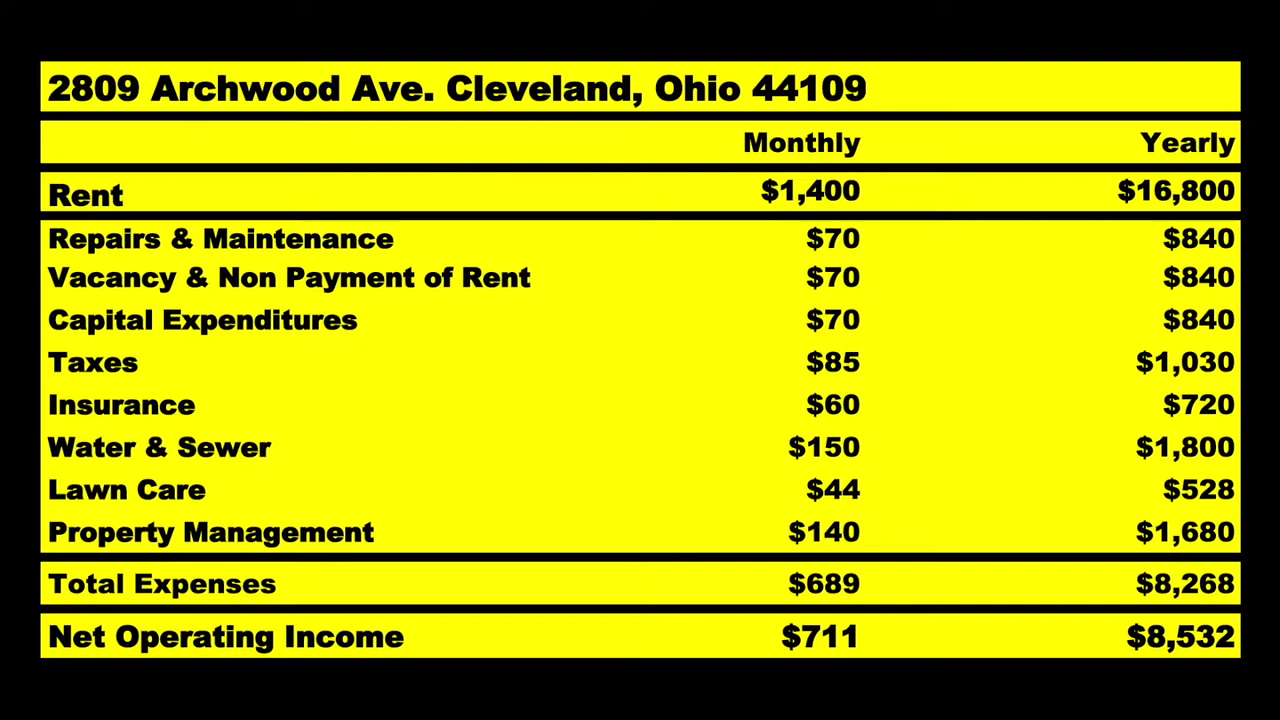 2809 Archwood Ave. Cleveland, Ohio 44109
Monthly Yearly
Rent $1,400 $16,800
Repairs & Maintenance $70 $840
Vacancy & Non Payment of Rent $70 $840
Capital Expenditures $70 $840
Taxes $85 $1,030
Insurance $60 $720
Water & Sewer $150 $1,800
Lawn Care $44 $528
Property Management $140 $1,680
Total Expenses $689 $8,268
Net Operating Income $711 $8,532